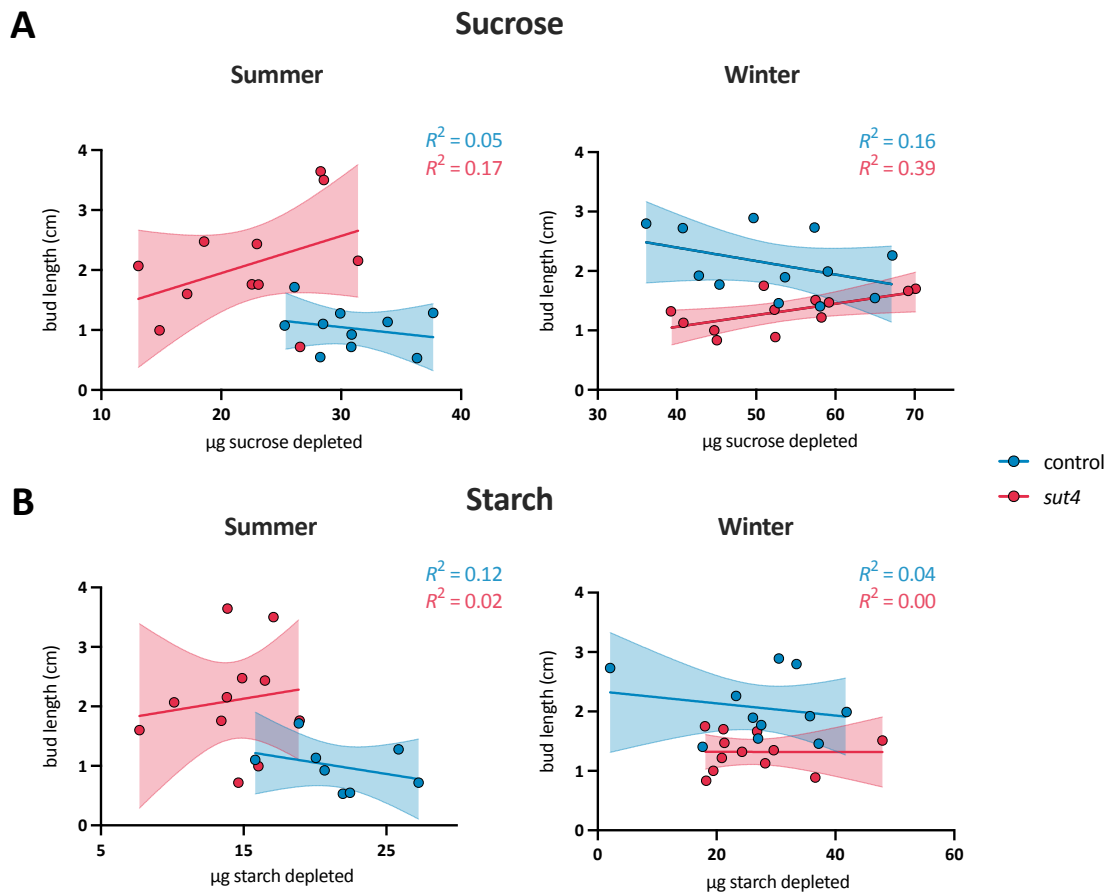 A
Sucrose
Summer
Winter
R² = 0.05
R² = 0.17
R² = 0.16
R² = 0.39
bud length (cm)
4
3
2
1
0
10 20 30 40
µg sucrose depleted
bud length (cm)
4
3
2
1
0
30 40 50 60 70
µg sucrose depleted
control
sut4
B
Starch
Summer
Winter
R² = 0.12
R² = 0.02
R² = 0.04
R² = 0.00
bud length (cm)
4
3
2
1
0
5 15 25
µg starch depleted
bud length (cm)
4
3
2
1
0
0 20 40 60
µg starch depleted